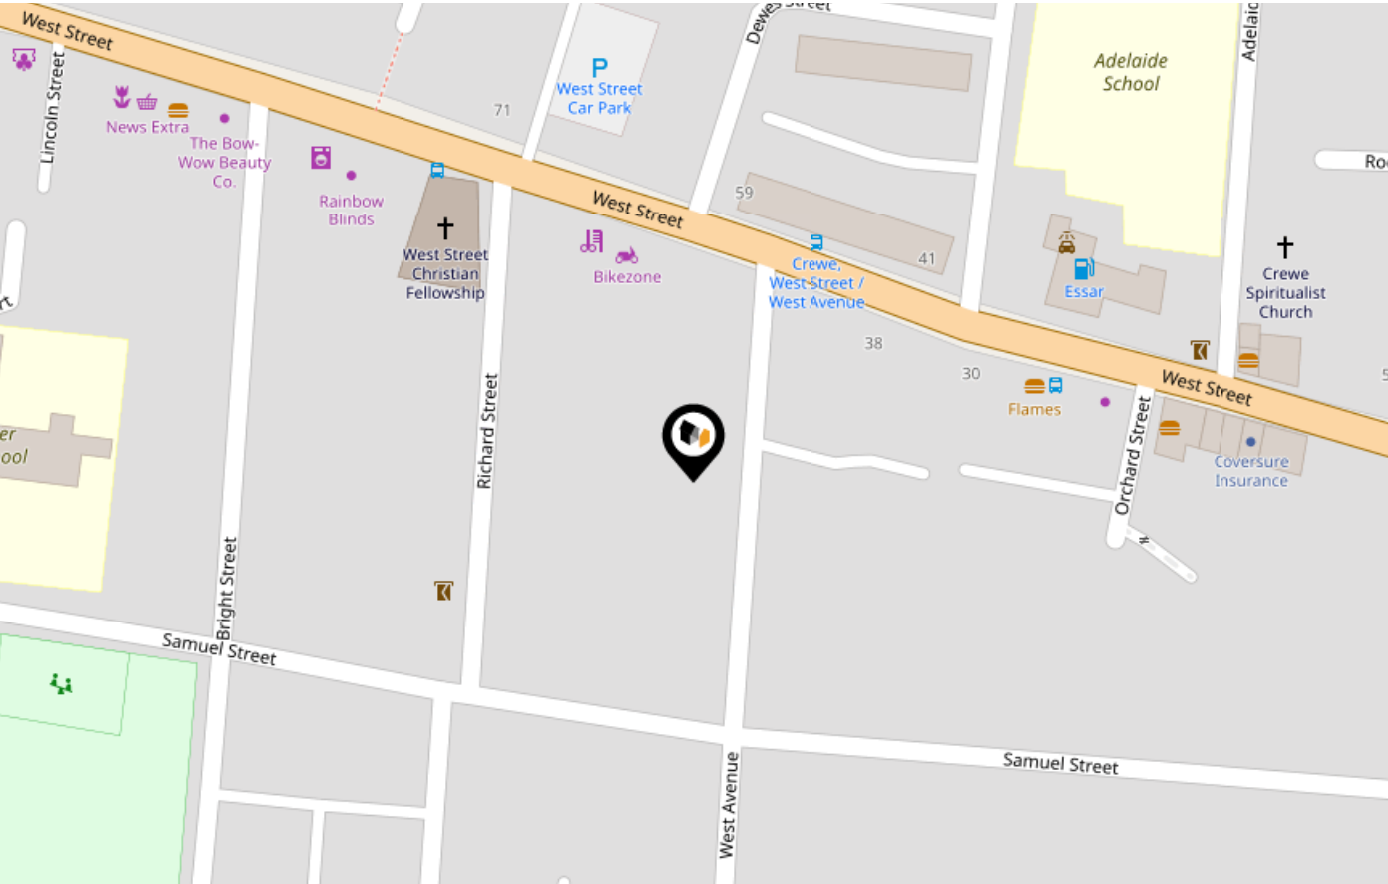 West Street
Lincoln Street
News Extra
The Bow-
Wow Beauty
Co.
Rainbow
Blinds
71
P
West Street
Car Park
Dewes Street
Adelaide
School
59
West Street
41
Crewe,
West Street /
West Avenue
Essar
Crewe
Spiritualist
Church
West Street
Christian
Fellowship
Bikezone
38
30
Flames
West Street
Orchard Street
Coversure
Insurance
Richard Street
Bright Street
Samuel Street
Samuel Street
West Avenue